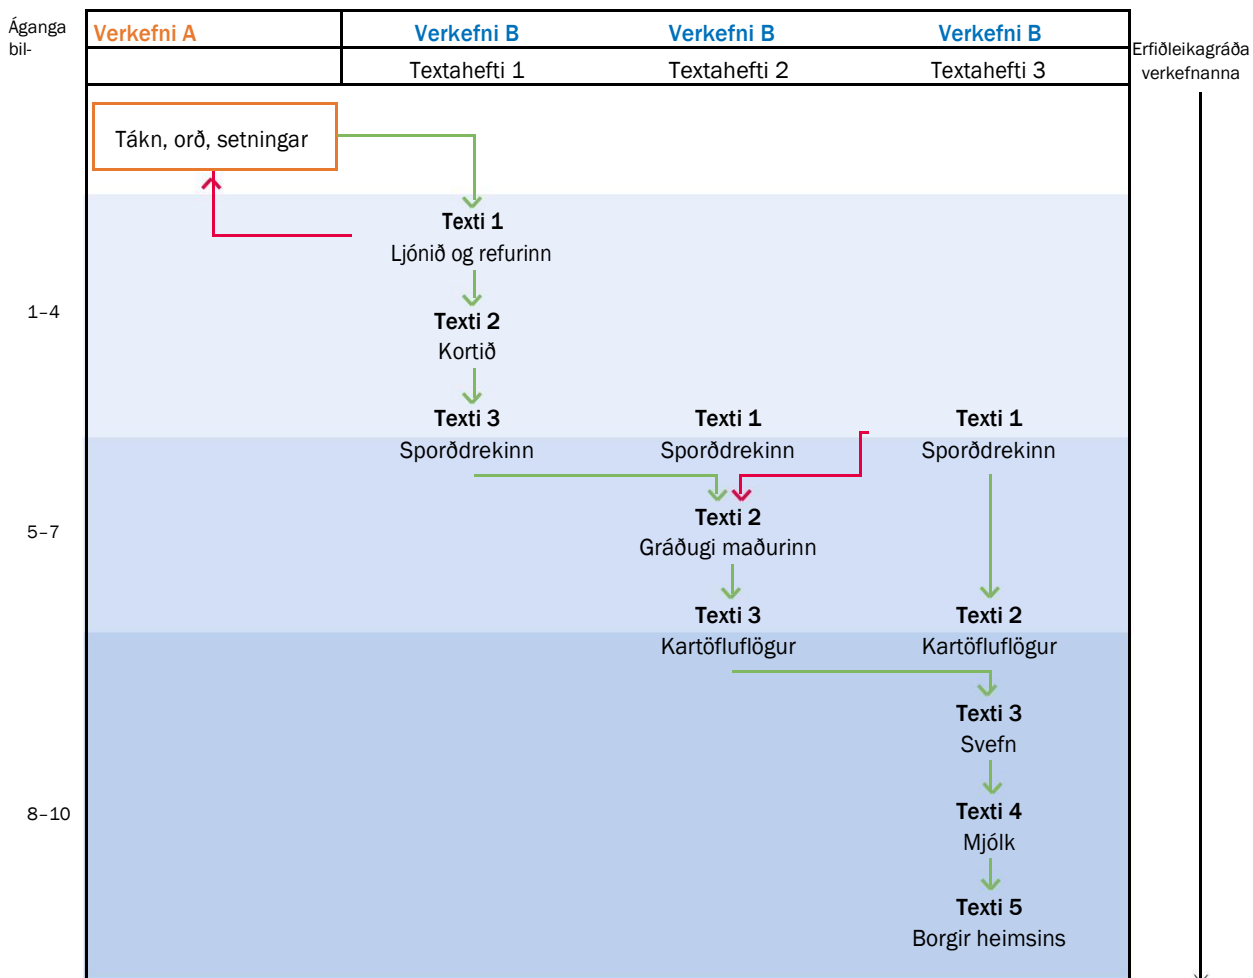 Áganga
bil-
Verkefni A
Verkefni B
Verkefni B
Verkefni B
Erfiðleikagráða
verkefnanna
Textahefti 1
Textahefti 2
Textahefti 3
Tákn, orð, setningar
Texti 1
Ljónið og refurinn
1–4
Texti 2
Kortið
Texti 3
Texti 1
Texti 1
Sporðdrekinn
Sporðdrekinn
Sporðdrekinn
5–7
Texti 2
Gráðugi maðurinn
Texti 3
Texti 2
Kartöfluflögur
Kartöfluflögur
Texti 3
Svefn
8–10
Texti 4
Mjólk
Texti 5
Borgir heimsins